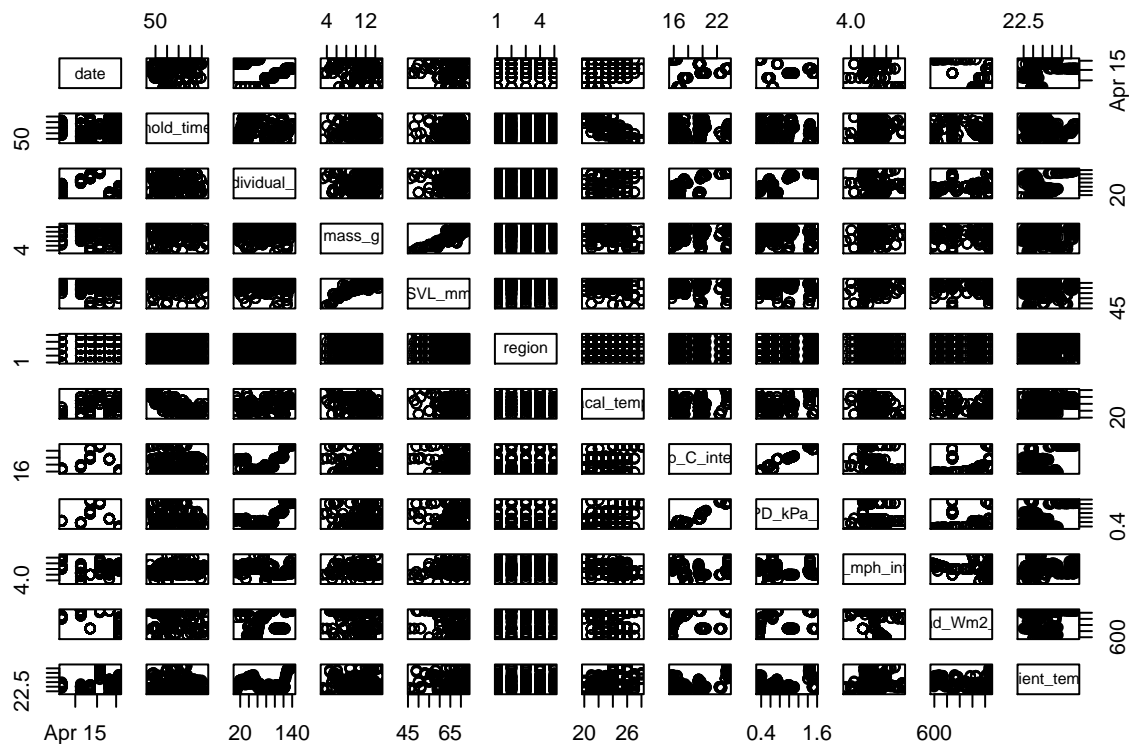 50 4 12 1 4 16 22 4.0 22.5
date
Apr 15
50
hold_time
dividual_
20
4
mass_g
SVL_mm
45
1
region
cal_temp
20
16
o_C_inte
PD_kPa_
0.4
4.0
_mph_int
d_Wm2_
600
22.5
ient_tem
Apr 15 20 140 45 65 20 26 0.4 1.6 600